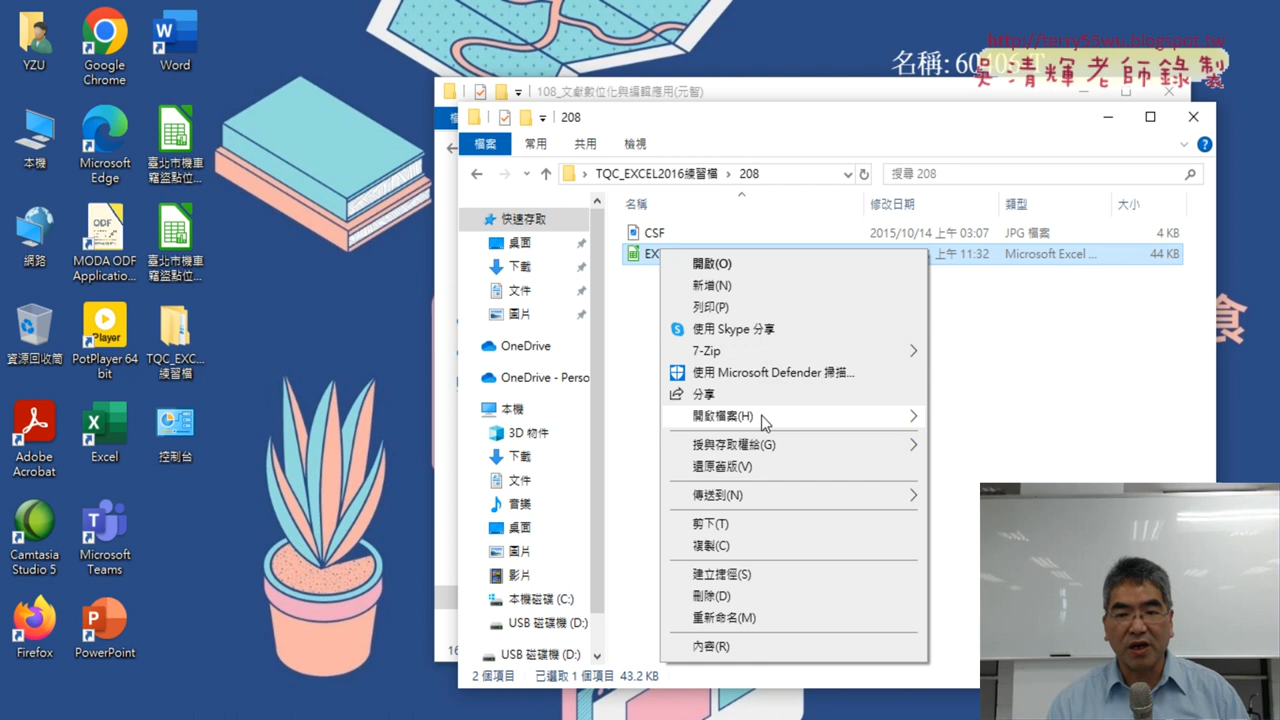 http://terry55wu.blogspot.tw
吳清輝老師錄製
名稱: 60
YZU
Google Chrome
Word
本機
Microsoft Edge
臺北市機車竊盜點位...
網路
MODA ODF Applicatio...
臺北市機車竊盜點位...
資源回收筒
PotPlayer 64 bit
TQC_EXC... 練習檔
Adobe Acrobat
Excel
控制台
Camtasia Studio 5
Microsoft Teams
Firefox
PowerPoint
108_文獻數位化與編輯應用(元智)
208
檔案
常用
共用
檢視
TQC_EXCEL2016練習檔 › 208
搜尋 208
快速存取
桌面
下載
文件
圖片
OneDrive
OneDrive - Perso
本機
3D 物件
下載
文件
音樂
桌面
圖片
影片
本機磁碟 (C:)
USB 磁碟機 (D:)
USB 磁碟機 (D:)
名稱
修改日期
類型
大小
CSF
2015/10/14 上午 03:07
JPG 檔案
4 KB
EX
上午 11:32
Microsoft Excel ...
44 KB
開啟(O)
新增(N)
列印(P)
使用 Skype 分享
7-Zip
使用 Microsoft Defender 掃描...
分享
開啟檔案(H)
授與存取權給(G)
還原舊版(V)
傳送到(N)
剪下(T)
複製(C)
建立捷徑(S)
刪除(D)
重新命名(M)
內容(R)
2 個項目
已選取 1 個項目
43.2 KB
食